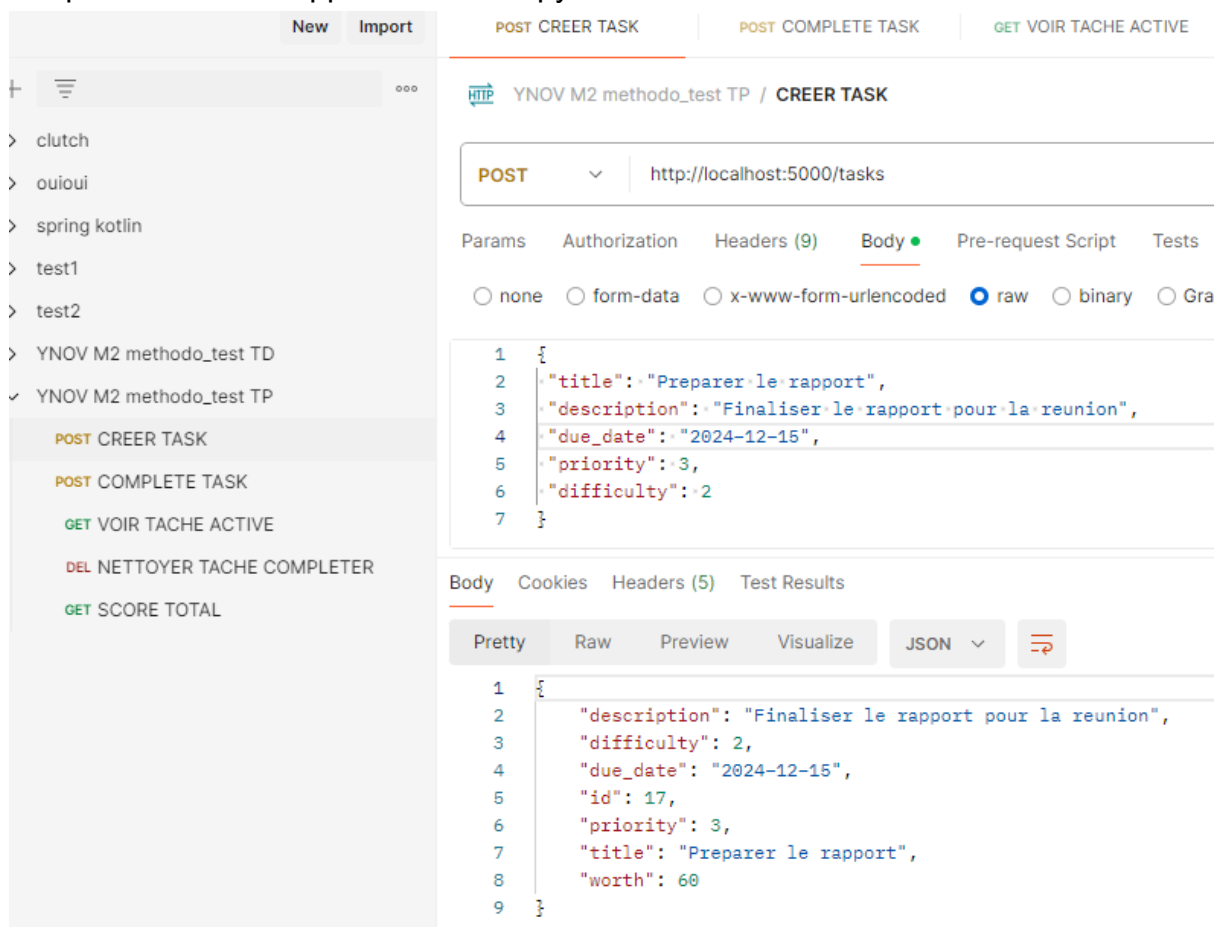 New Import
POST CREER TASK POST COMPLETE TASK GET VOIR TACHE ACTIVE
HTTP YNOV M2 methodo_test TP / CREER TASK
clutch
ouioui
spring kotlin
test1
test2
YNOV M2 methodo_test TD
YNOV M2 methodo_test TP
POST CREER TASK
POST COMPLETE TASK
GET VOIR TACHE ACTIVE
DEL NETTOYER TACHE COMPLETER
GET SCORE TOTAL
POST http://localhost:5000/tasks
Params Authorization Headers (9) Body Pre-request Script Tests
none form-data x-www-form-urlencoded raw binary Gra
1 {
2 "title": "Preparer le rapport",
3 "description": "Finaliser le rapport pour la reunion",
4 "due_date": "2024-12-15",
5 "priority": 3,
6 "difficulty": 2
7 }
Body Cookies Headers (5) Test Results
Pretty Raw Preview Visualize JSON
1 {
2 "description": "Finaliser le rapport pour la reunion",
3 "difficulty": 2,
4 "due_date": "2024-12-15",
5 "id": 17,
6 "priority": 3,
7 "title": "Preparer le rapport",
8 "worth": 60
9 }